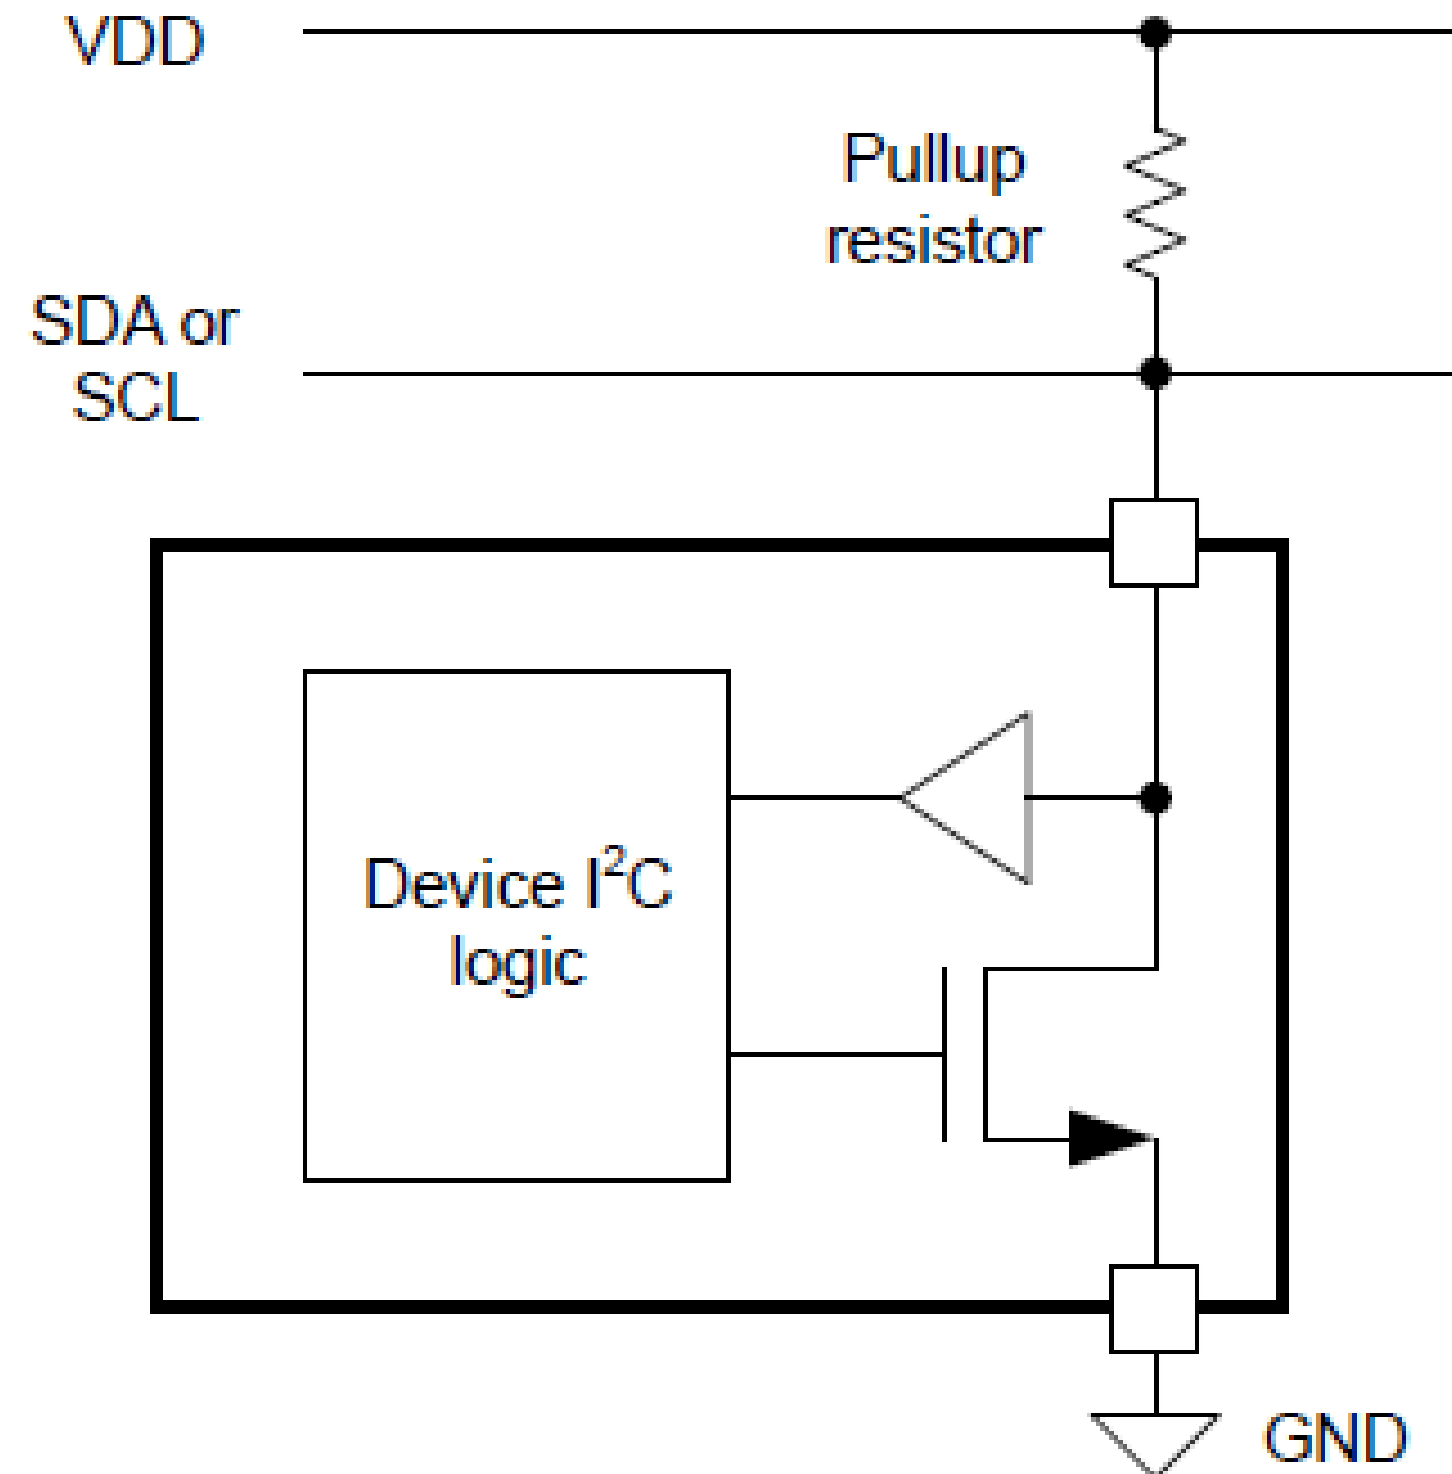 VDD
Pullup
resistor
SDA or
SCL
Device I²C
logic
GND